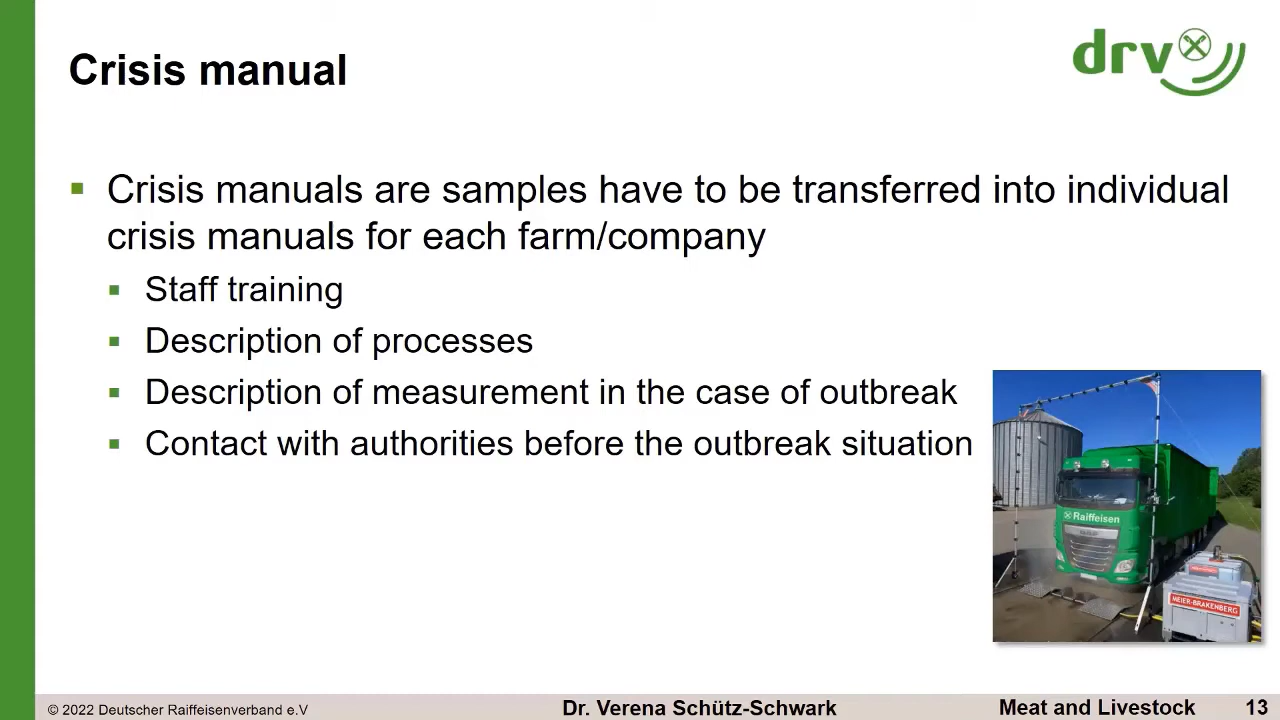 Crisis manual
drv
Crisis manuals are samples have to be transferred into individual
crisis manuals for each farm/company
Staff training
Description of processes
Description of measurement in the case of outbreak
Contact with authorities before the outbreak situation
Raiffeisen
MEIER-BRAKENBERG
© 2022 Deutscher Raiffeisenverband e.V
Dr. Verena Schütz-Schwark
Meat and Livestock
13